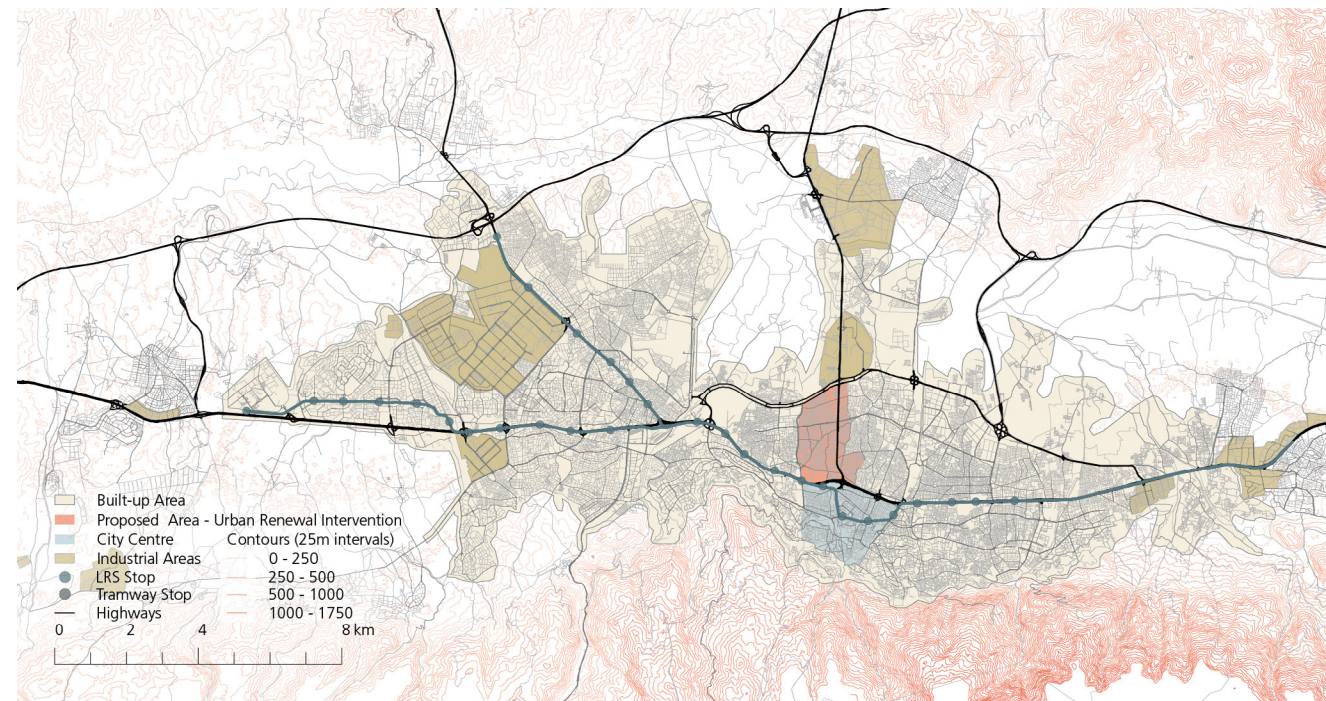 Built-up Area
Proposed Area - Urban Renewal Intervention
City Centre
Industrial Areas
LRS Stop
Tramway Stop
Highways
Contours (25m intervals)
0 - 250
250 - 500
500 - 1000
1000 - 1750
0 2 4 8 km